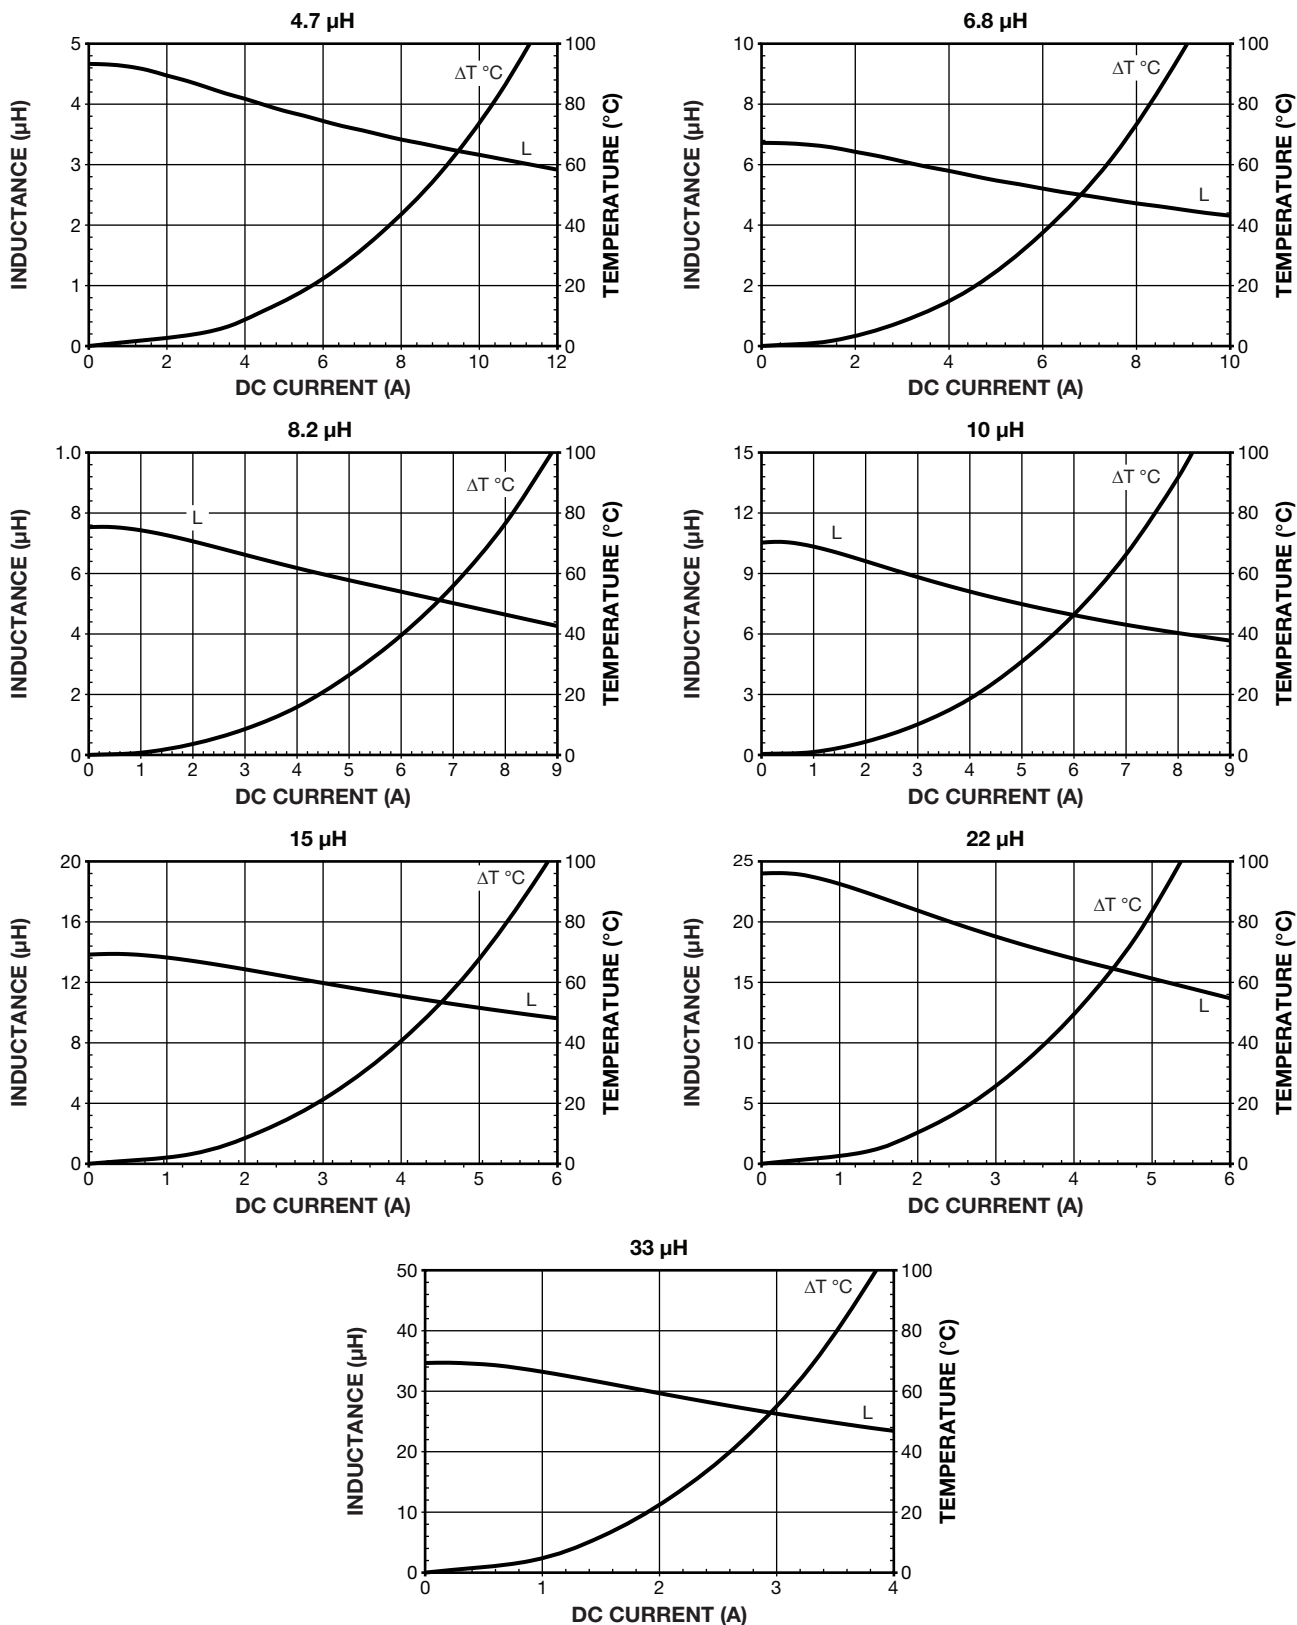 4.7 µH
5
4
3
2
1
0
100
80
60
40
20
0
0 2 4 6 8 10 12
INDUCTANCE (µH)
TEMPERATURE (°C)
DC CURRENT (A)
ΔT °C
L
6.8 µH
10
8
6
4
2
0
100
80
60
40
20
0
0 2 4 6 8 10
INDUCTANCE (µH)
TEMPERATURE (°C)
DC CURRENT (A)
ΔT °C
L
8.2 µH
1.0
8
6
4
2
0
100
80
60
40
20
0
0 1 2 3 4 5 6 7 8 9
INDUCTANCE (µH)
TEMPERATURE (°C)
DC CURRENT (A)
ΔT °C
L
10 µH
15
12
9
6
3
0
100
80
60
40
20
0
0 1 2 3 4 5 6 7 8 9
INDUCTANCE (µH)
TEMPERATURE (°C)
DC CURRENT (A)
ΔT °C
L
15 µH
20
16
12
8
4
0
100
80
60
40
20
0
0 1 2 3 4 5 6
INDUCTANCE (µH)
TEMPERATURE (°C)
DC CURRENT (A)
ΔT °C
L
22 µH
25
20
15
10
5
0
100
80
60
40
20
0
0 1 2 3 4 5 6
INDUCTANCE (µH)
TEMPERATURE (°C)
DC CURRENT (A)
ΔT °C
L
33 µH
50
40
30
20
10
0
100
80
60
40
20
0
0 1 2 3 4
INDUCTANCE (µH)
TEMPERATURE (°C)
DC CURRENT (A)
ΔT °C
L